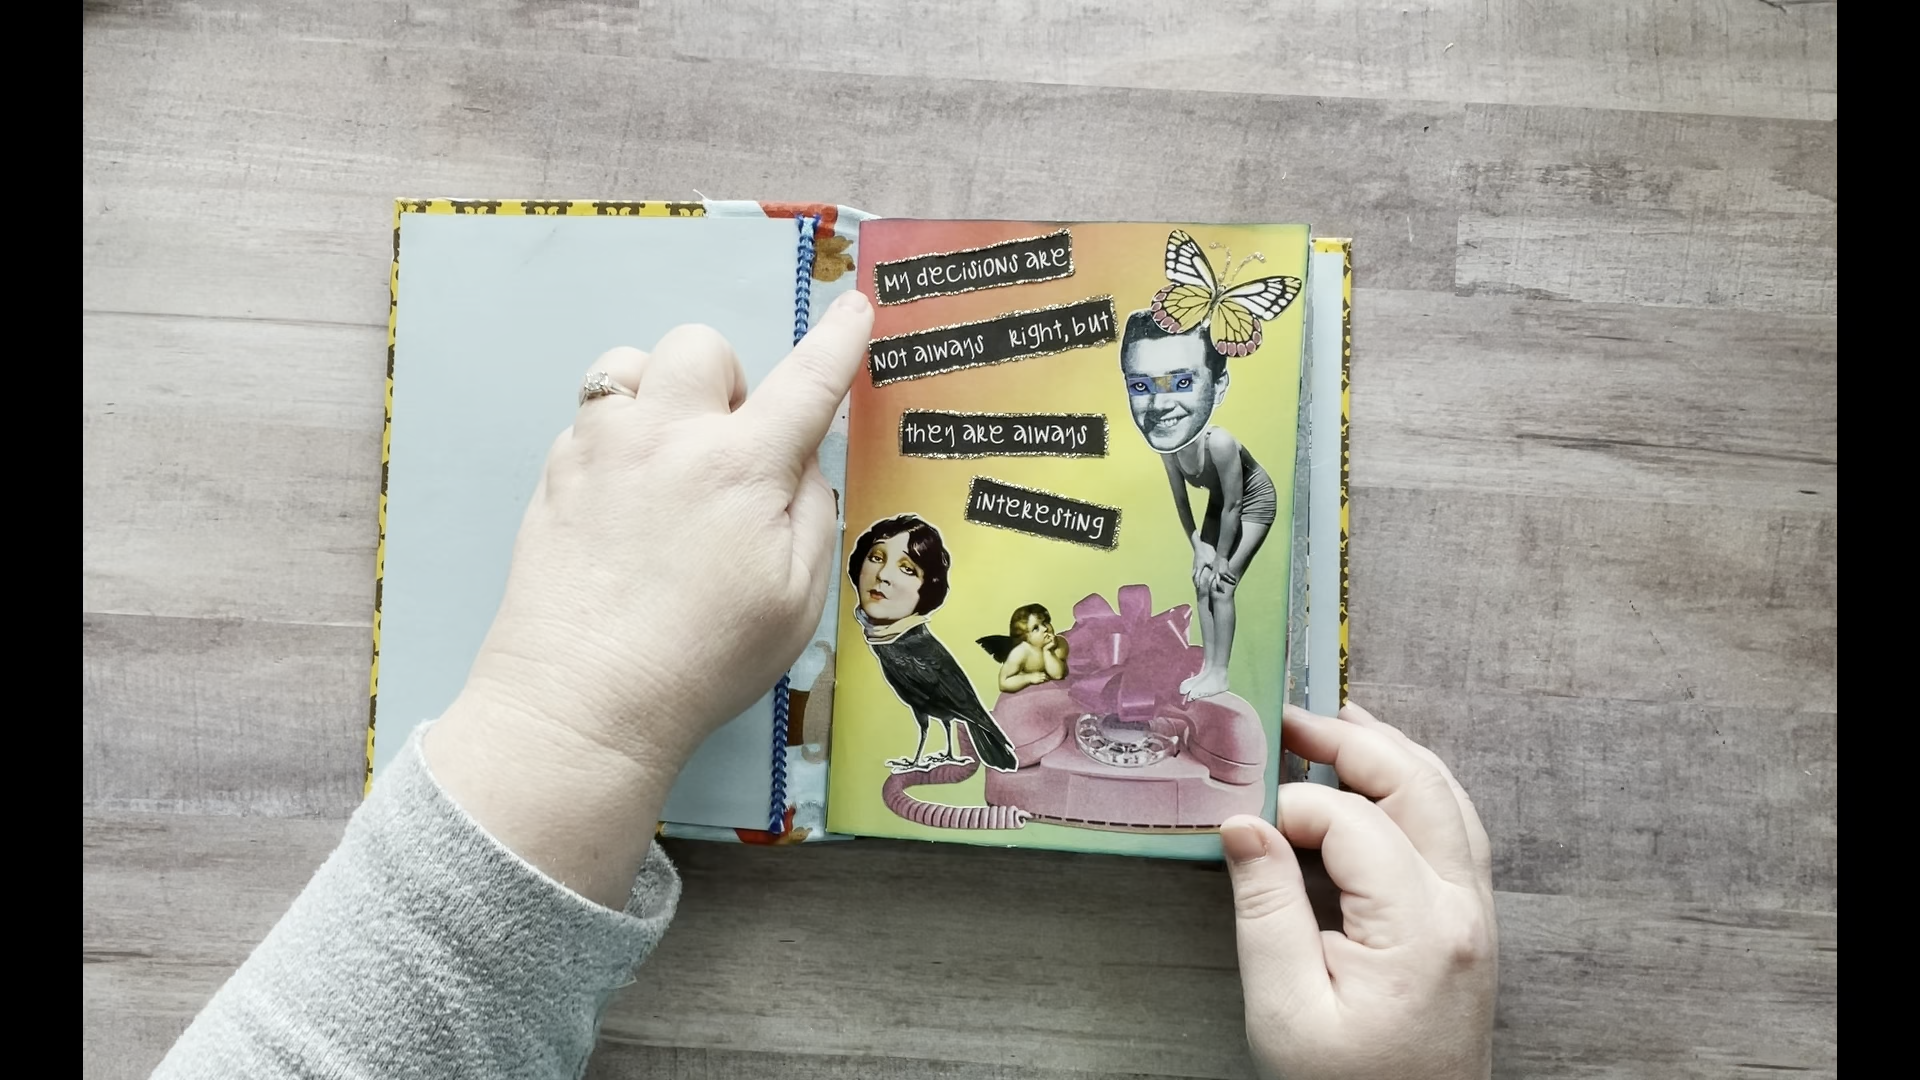 My decisions are
not always right, but
they are always
interesting